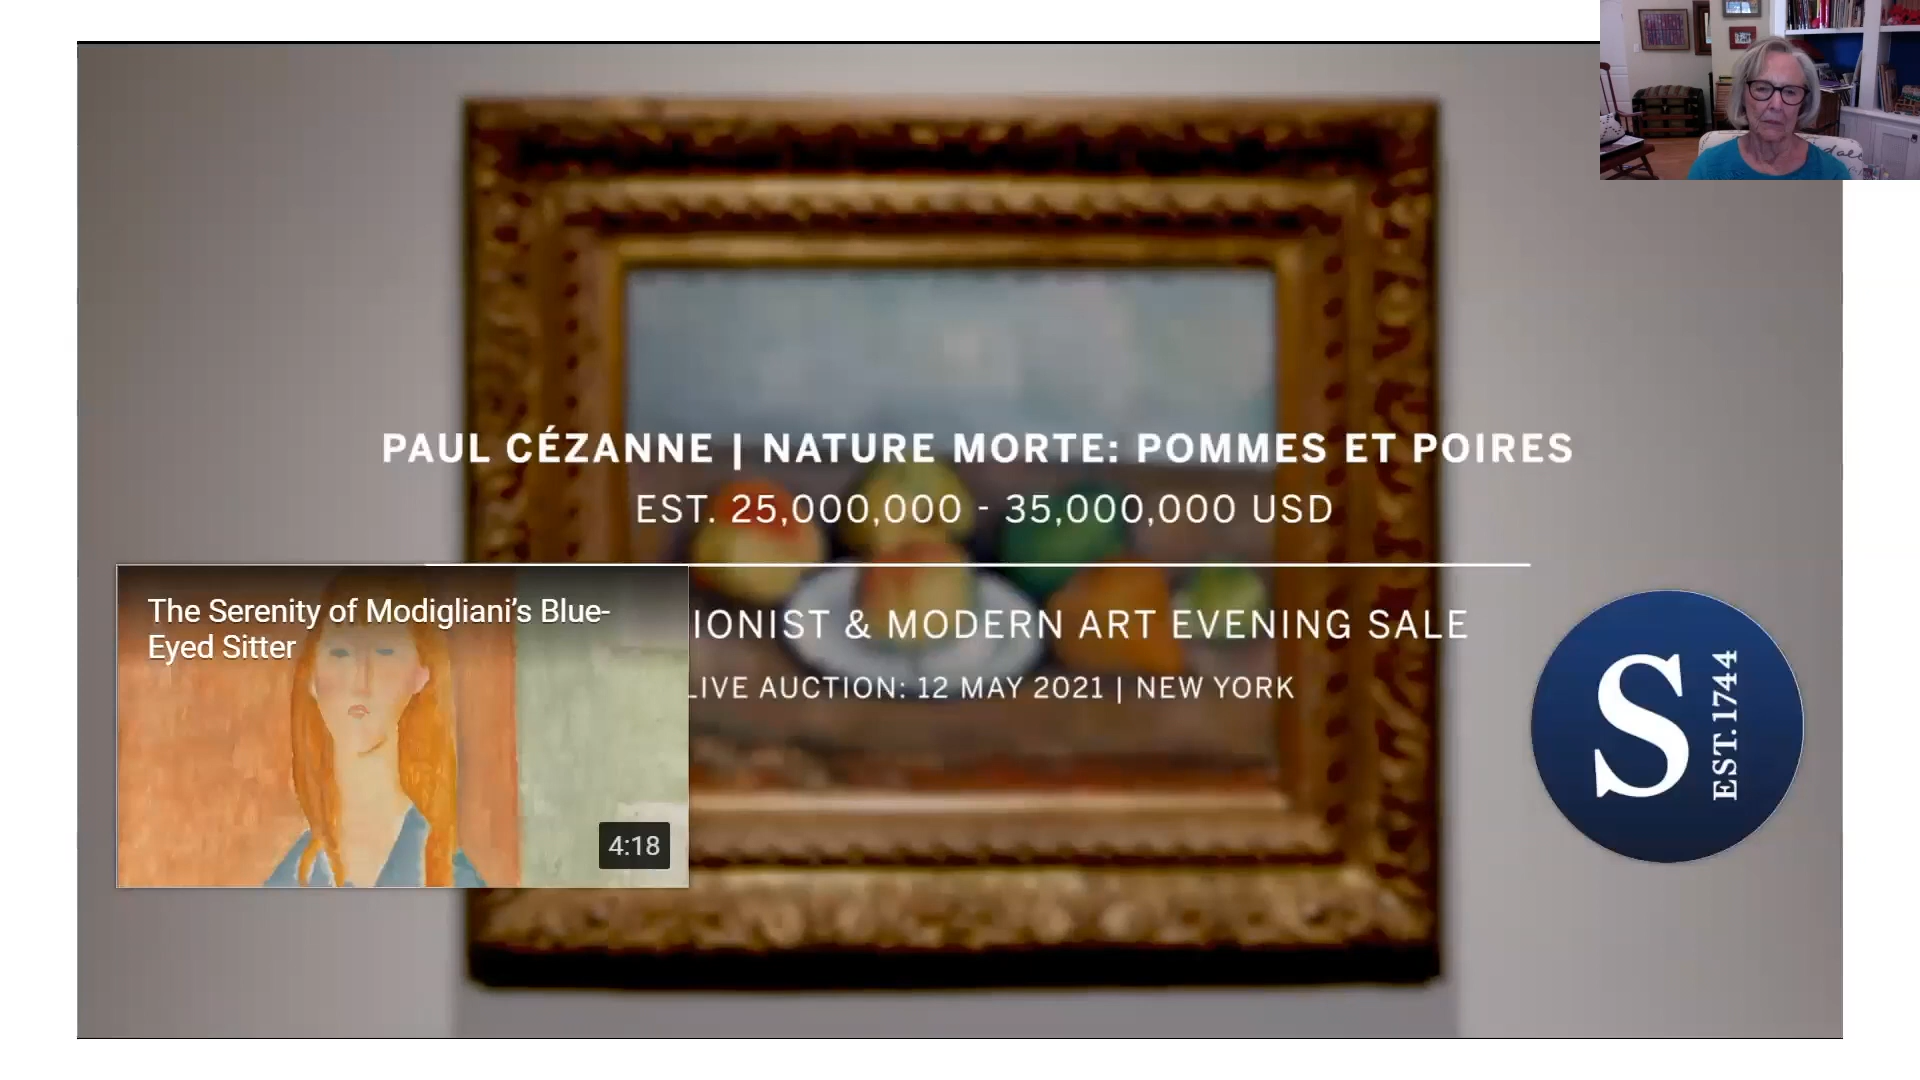 PAUL CÉZANNE | NATURE MORTE: POMMES ET POIRES
EST. 25,000,000 - 35,000,000 USD
IONIST & MODERN ART EVENING SALE
LIVE AUCTION: 12 MAY 2021 | NEW YORK
The Serenity of Modigliani’s Blue-
Eyed Sitter
4:18
S
EST.1744